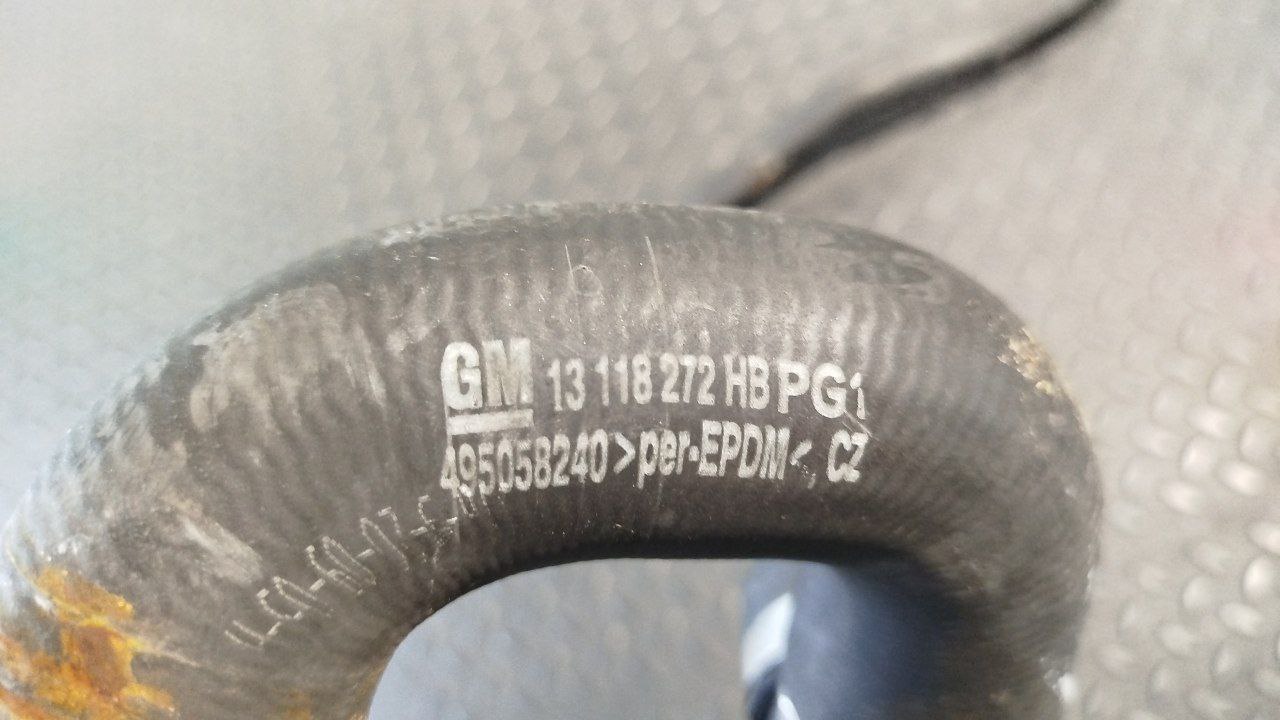 GM 13 118 272 HB PG1
495058240 >per-EPDM< , CZ